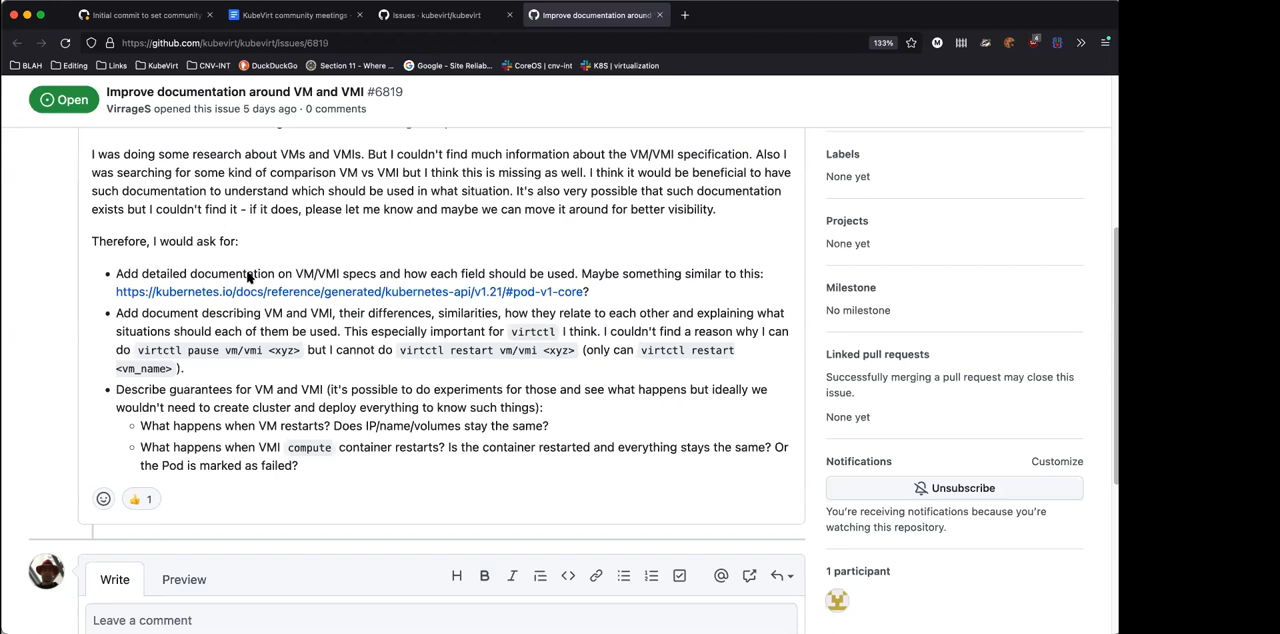 Initial commit to set community
KubeVirt community meetings -
Issues · kubevirt/kubevirt
Improve documentation around
https://github.com/kubevirt/kubevirt/issues/6819
133%
BLAH
Editing
Links
KubeVirt
CNV-INT
DuckDuckGo
Section 11 - Where ...
Google - Site Reliab...
CoreOS | cnv-int
K8S | virtualization
Open
Improve documentation around VM and VMI #6819
VirrageS opened this issue 5 days ago · 0 comments
I was doing some research about VMs and VMIs. But I couldn't find much information about the VM/VMI specification. Also I
was searching for some kind of comparison VM vs VMI but I think this is missing as well. I think it would be beneficial to have
such documentation to understand which should be used in what situation. It's also very possible that such documentation
exists but I couldn't find it - if it does, please let me know and maybe we can move it around for better visibility.
Therefore, I would ask for:
• Add detailed documentation on VM/VMI specs and how each field should be used. Maybe something similar to this:
https://kubernetes.io/docs/reference/generated/kubernetes-api/v1.21/#pod-v1-core?
• Add document describing VM and VMI, their differences, similarities, how they relate to each other and explaining what
situations should each of them be used. This especially important for virtctl I think. I couldn't find a reason why I can
do virtctl pause vm/vmi <xyz> but I cannot do virtctl restart vm/vmi <xyz> (only can virtctl restart
<vm_name> ).
• Describe guarantees for VM and VMI (it's possible to do experiments for those and see what happens but ideally we
wouldn't need to create cluster and deploy everything to know such things):
○ What happens when VM restarts? Does IP/name/volumes stay the same?
○ What happens when VMI compute container restarts? Is the container restarted and everything stays the same? Or
the Pod is marked as failed?
1
Write
Preview
Leave a comment
Labels
None yet
Projects
None yet
Milestone
No milestone
Linked pull requests
Successfully merging a pull request may close this
issue.
None yet
Notifications
Customize
Unsubscribe
You're receiving notifications because you're
watching this repository.
1 participant